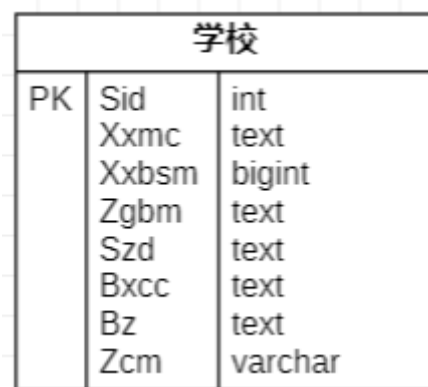 学校
PK Sid int
Xxmc text
Xxbsm bigint
Zgbm text
Szd text
Bxcc text
Bz text
Zcm varchar